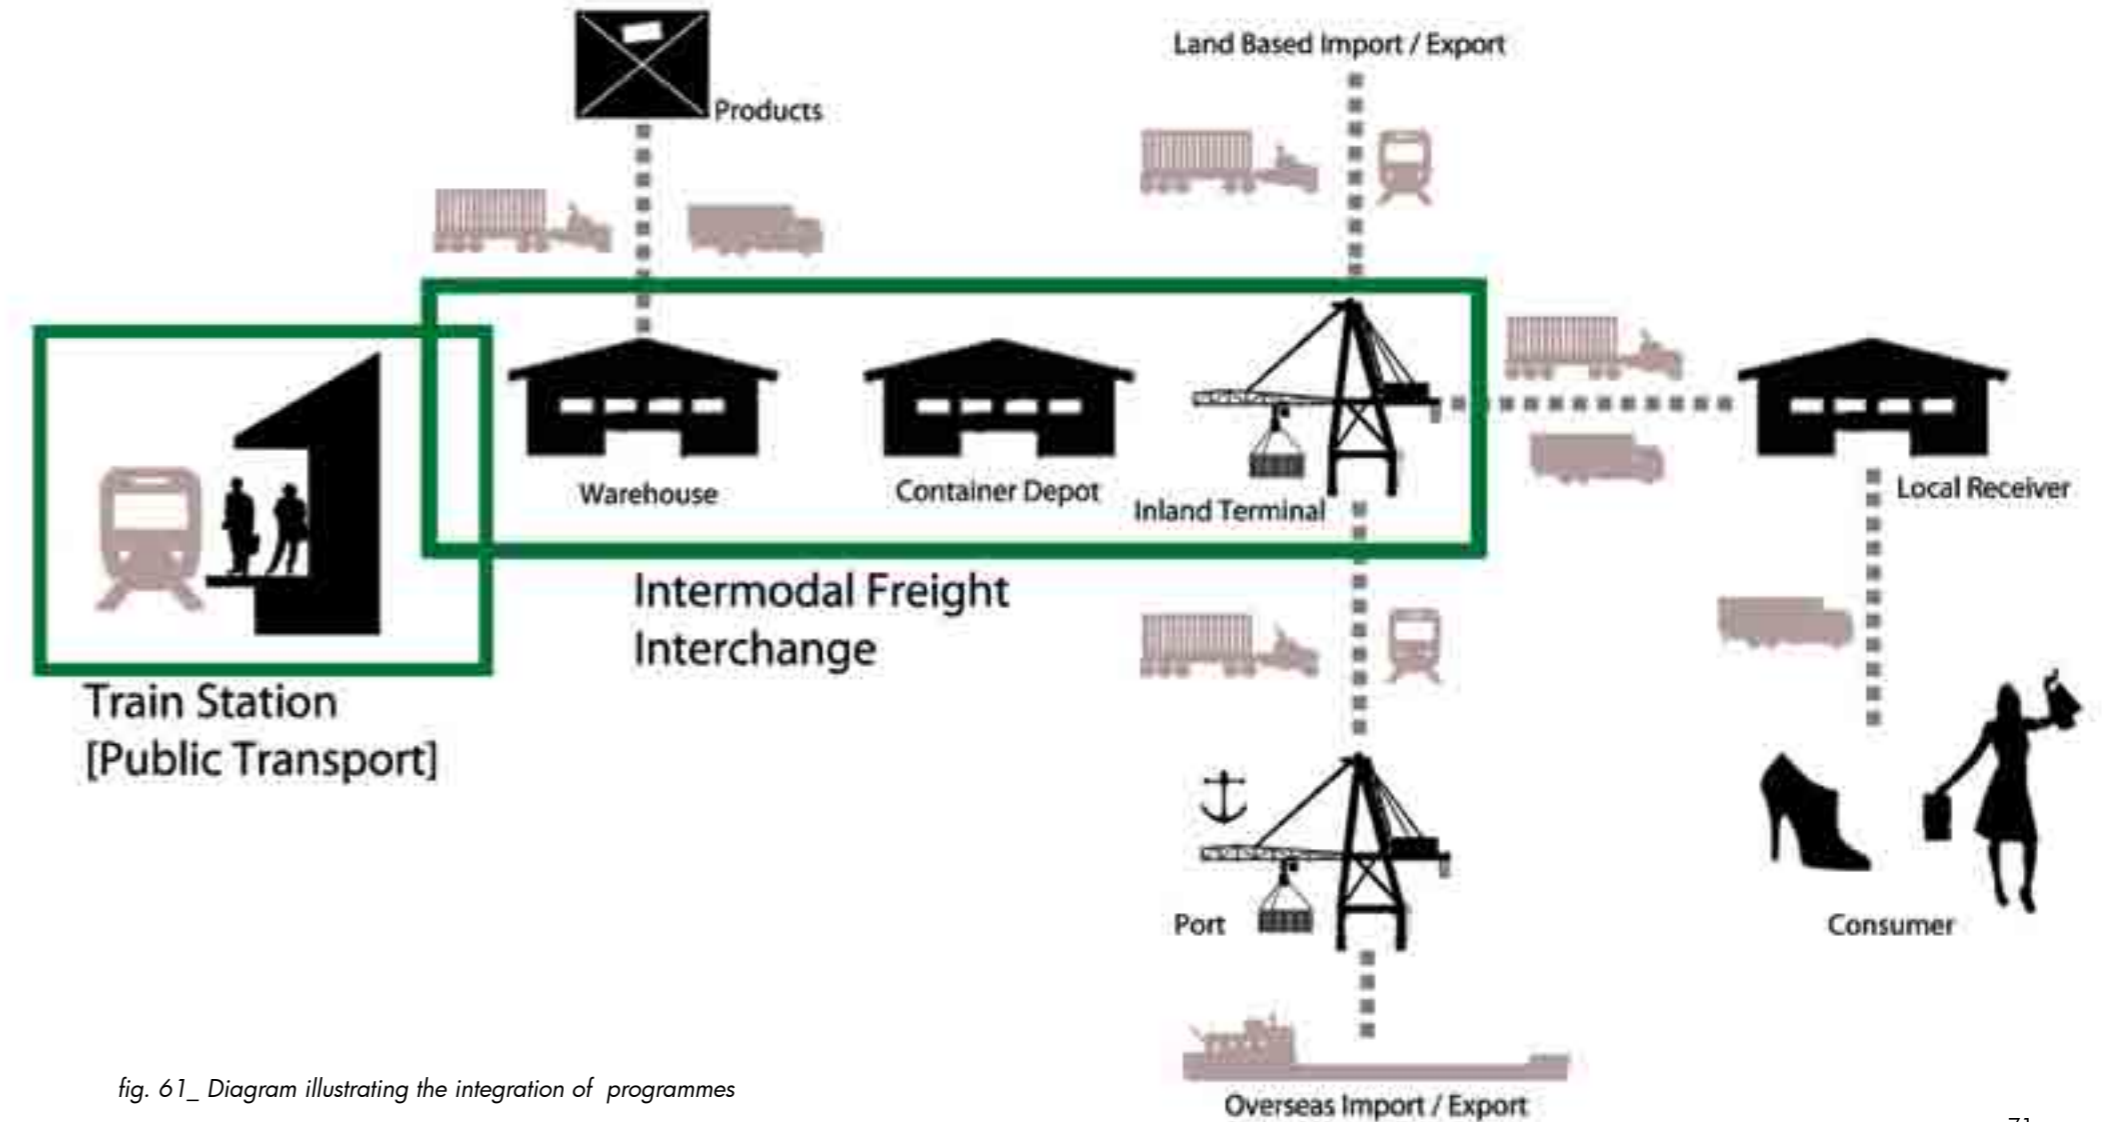 Land Based Import / Export
Products
Warehouse
Container Depot
Inland Terminal
Local Receiver
Intermodal Freight
Interchange
Train Station
[Public Transport]
Port
Consumer
fig. 61_ Diagram illustrating the integration of programmes
Overseas Import / Export